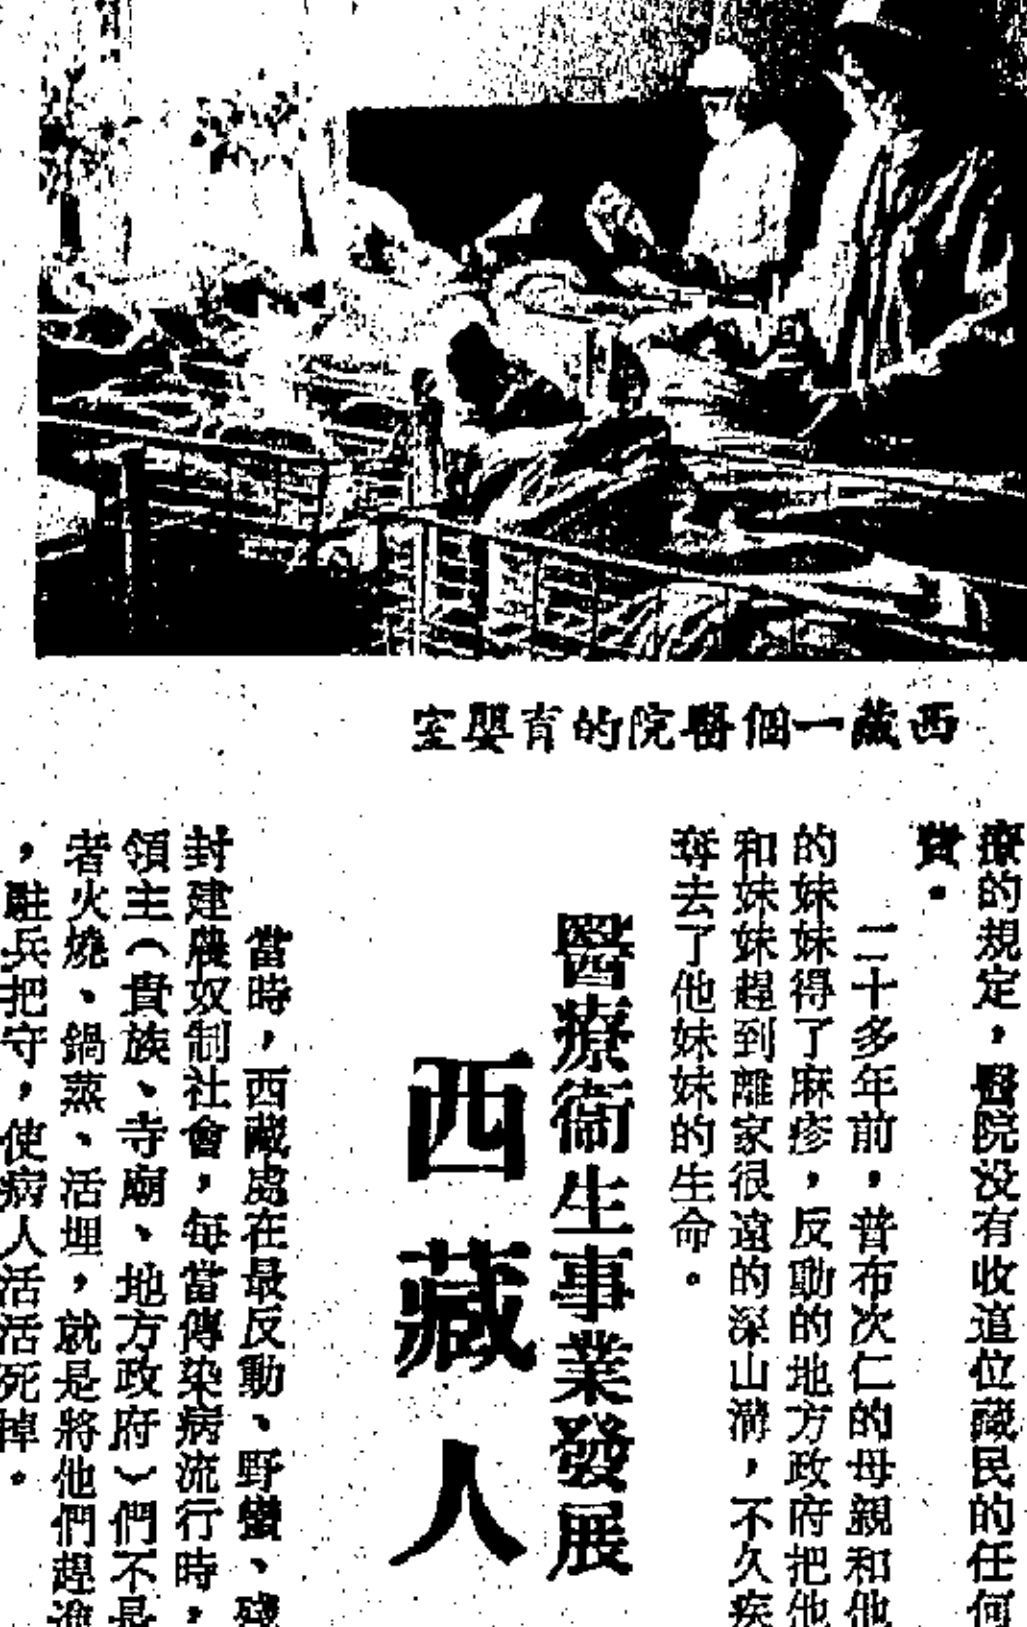 西藏一個醫院的育嬰室
療的規定，醫院没有收這位藏民的任何
費。
二十多年前，普布次仁的母親和他
的妹妹得了麻疹，反動的地方政府把他
和妹妹趕到離家很遠的深山溝，不久疾
奪去了他妹妹的生命。
醫療衞生事業發展
西藏人
當時，西藏處在最反動、野蠻、殘
封建農奴制社會，每當傳染病流行時，
領主（貴族、寺廟、地方政府）們不是
者火燒、鍋蒸、活埋，就是將他們趕進
，駐兵把守，使病人活活死掉。